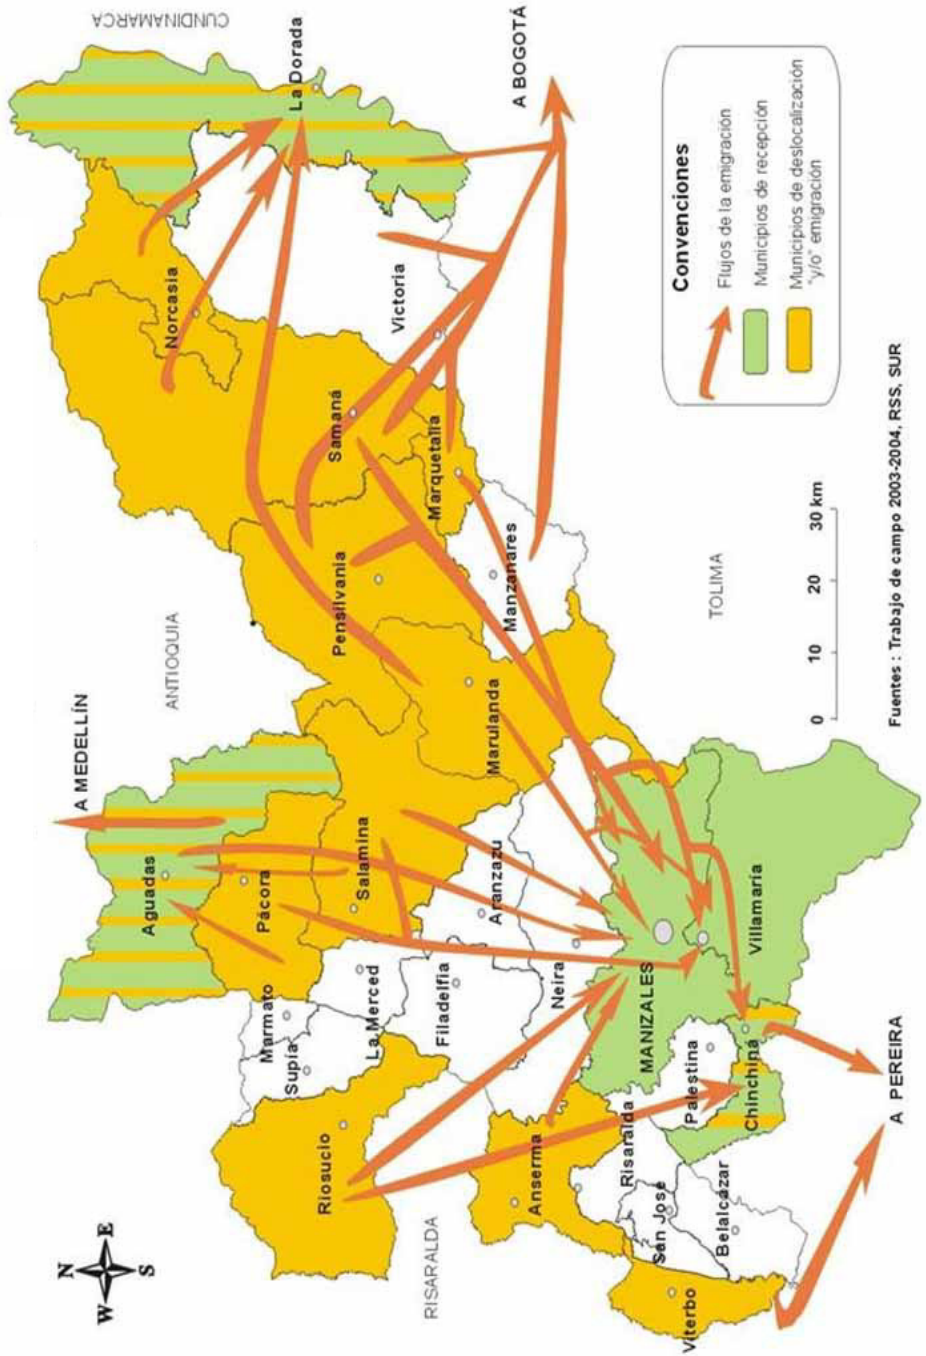 CUNDINAMARCA
A MEDELLÍN
ANTIOQUIA
A BOGOTÁ
TOLIMA
RISARALDA
A PEREIRA
N
W E
S
La Dorada
Norcasia
Victoria
Samaná
Marquetalia
Pensilvania
Manzanares
Marulanda
Aguadas
Pácora
Salamina
Aranzazu
Marmato
Supía
La Merced
Filadelfia
Neira
Riosucio
MANIZALES
Villamaría
Anserma
Risaralda
Palestina
Chinchiná
San José
Belalcázar
Viterbo
Convenciones
Flujos de la emigración
Municipios de recepción
Municipios de deslocalización
"y/o" emigración
0 10 20 30 km
Fuentes : Trabajo de campo 2003-2004, RSS, SUR